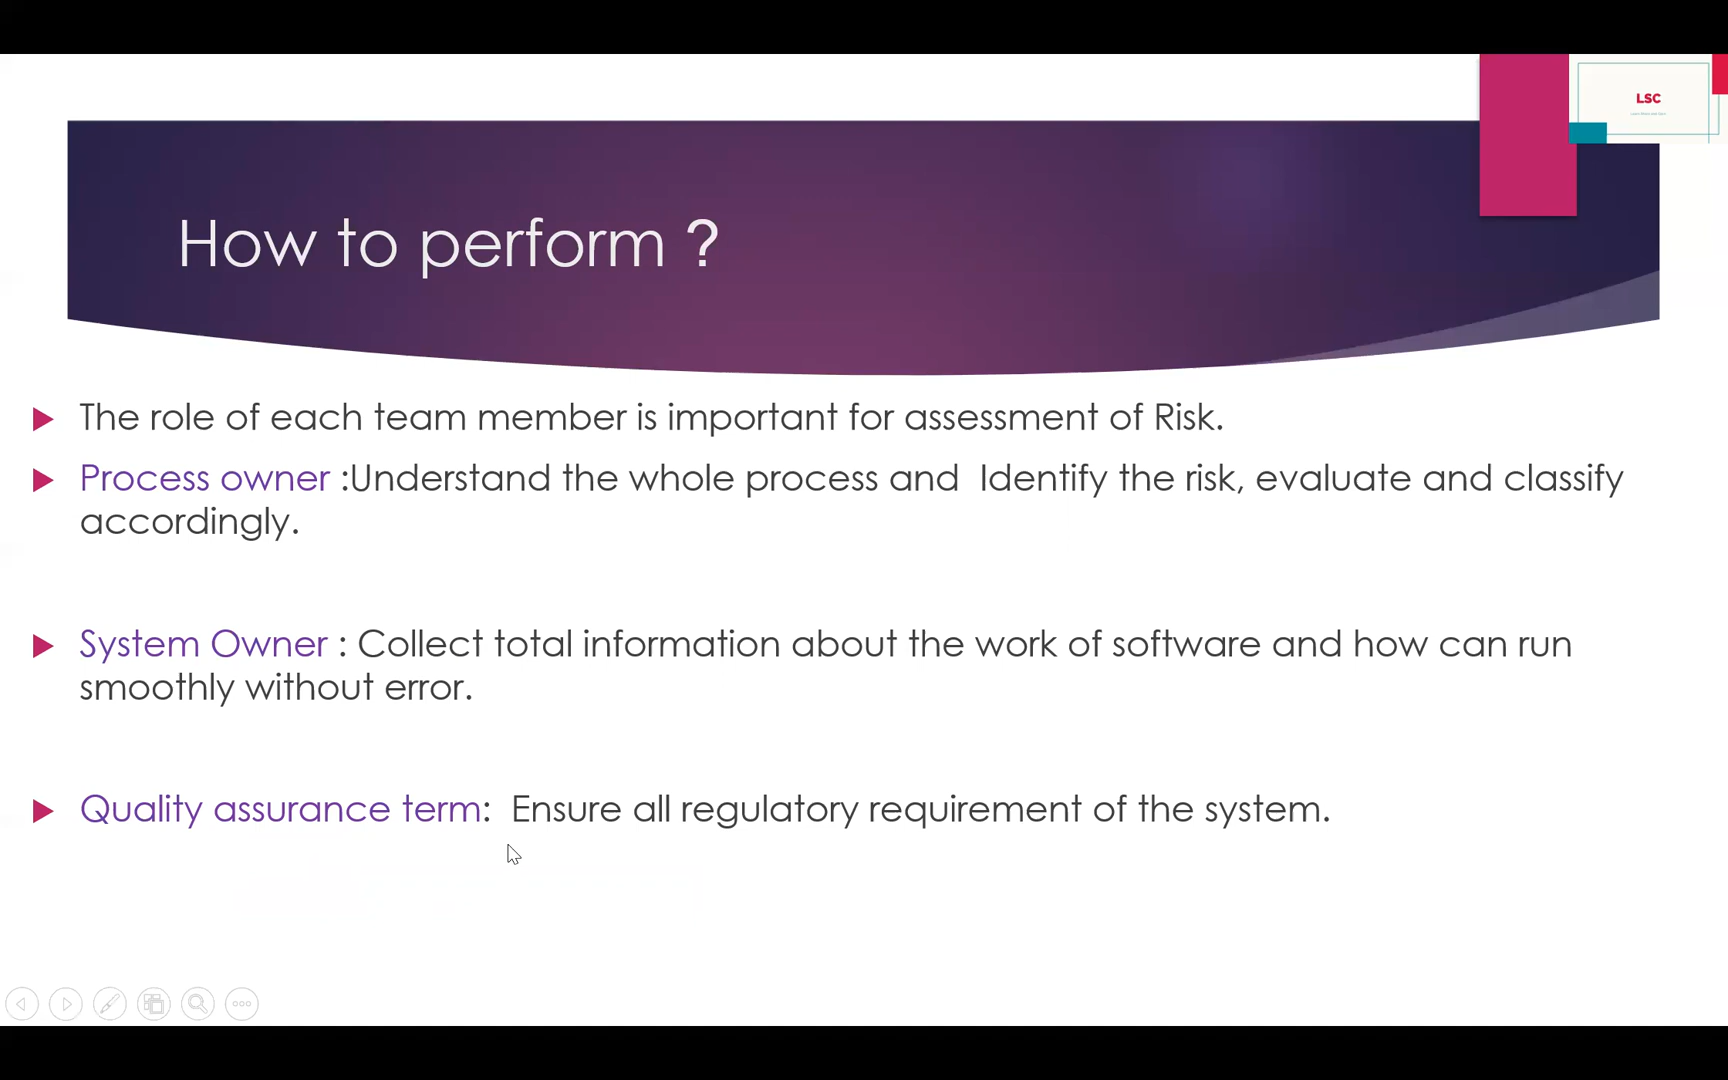 LSC
How to perform ?
The role of each team member is important for assessment of Risk.
Process owner :Understand the whole process and Identify the risk, evaluate and classify
accordingly.
System Owner : Collect total information about the work of software and how can run
smoothly without error.
Quality assurance term: Ensure all regulatory requirement of the system.